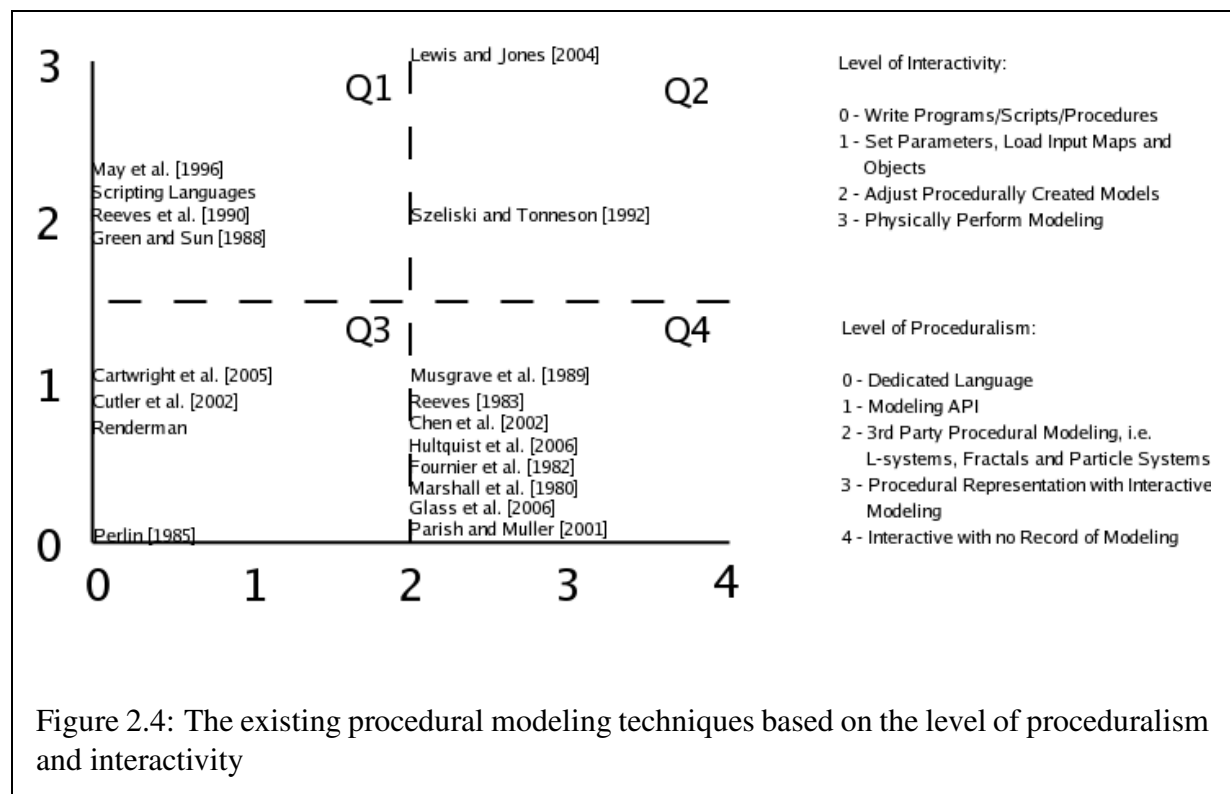 3
Q1
Lewis and Jones [2004]
Q2
May et al. [1996]
Scripting Languages
Reeves et al. [1990]
Green and Sun [1988]
2
Szeliski and Tonneson [1992]
Q3
Q4
1
Cartwright et al. [2005]
Cutler et al. [2002]
Renderman
Musgrave et al. [1989]
Reeves [1983]
Chen et al. [2002]
Hultquist et al. [2006]
Fournier et al. [1982]
Marshall et al. [1980]
Glass et al. [2006]
Parish and Muller [2001]
0
Perlin [1985]
0 1 2 3 4
Level of Interactivity:
0 - Write Programs/Scripts/Procedures
1 - Set Parameters, Load Input Maps and
Objects
2 - Adjust Procedurally Created Models
3 - Physically Perform Modeling
Level of Proceduralism:
0 - Dedicated Language
1 - Modeling API
2 - 3rd Party Procedural Modeling, i.e.
L-systems, Fractals and Particle Systems
3 - Procedural Representation with Interactive
Modeling
4 - Interactive with no Record of Modeling
Figure 2.4: The existing procedural modeling techniques based on the level of proceduralism
and interactivity